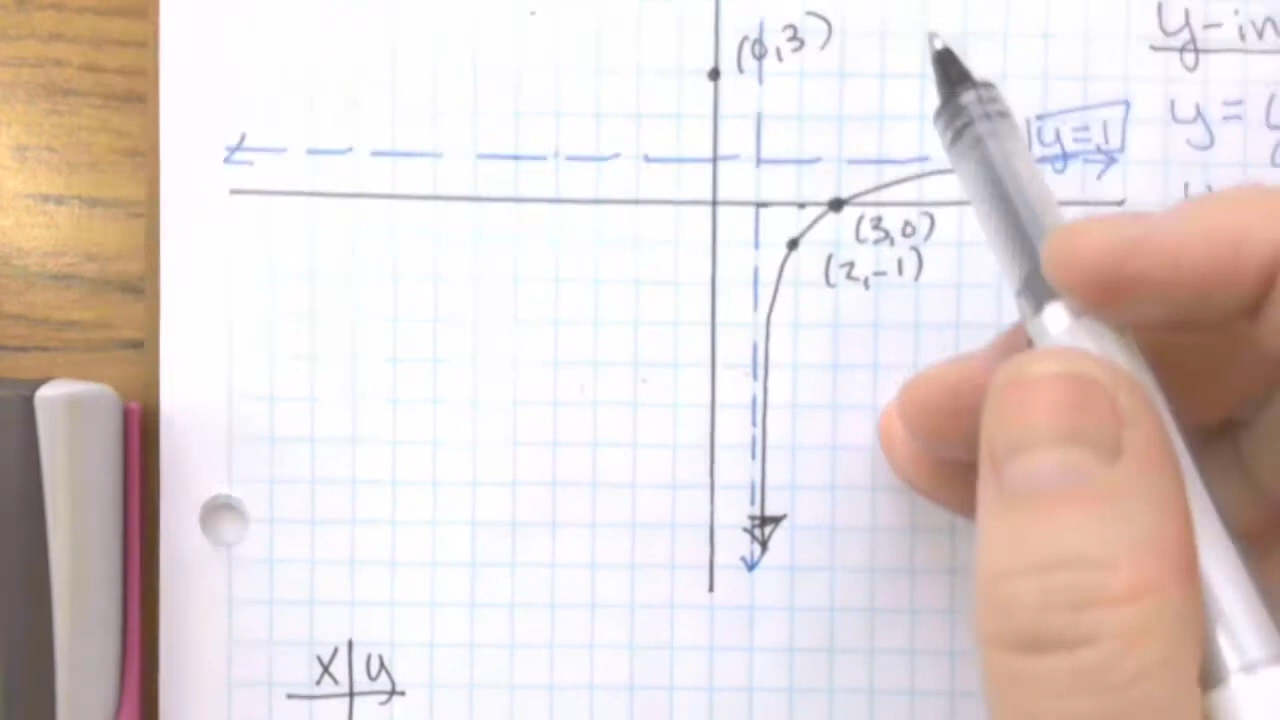 y-in
(0,3)
y=1
y=
(3,0)
(2,-1)
x y